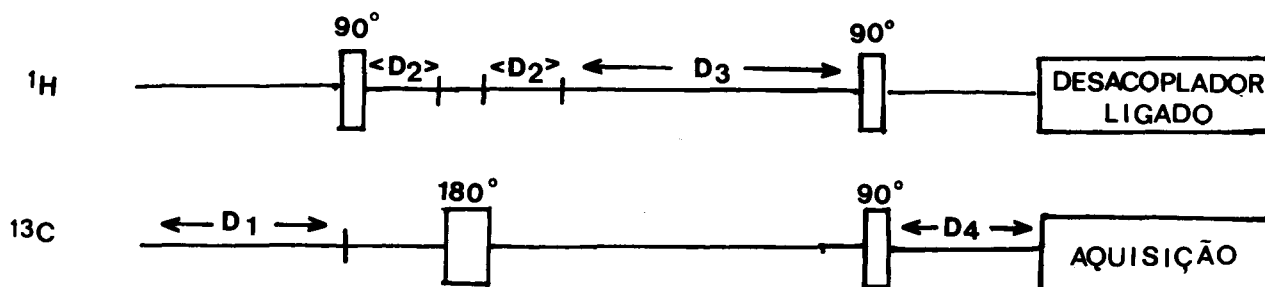 90° 90°
¹H <D₂> <D₂> D₃ DESACOPLADOR
LIGADO
180° 90°
¹³C D₁ D₄ AQUISIÇÃO